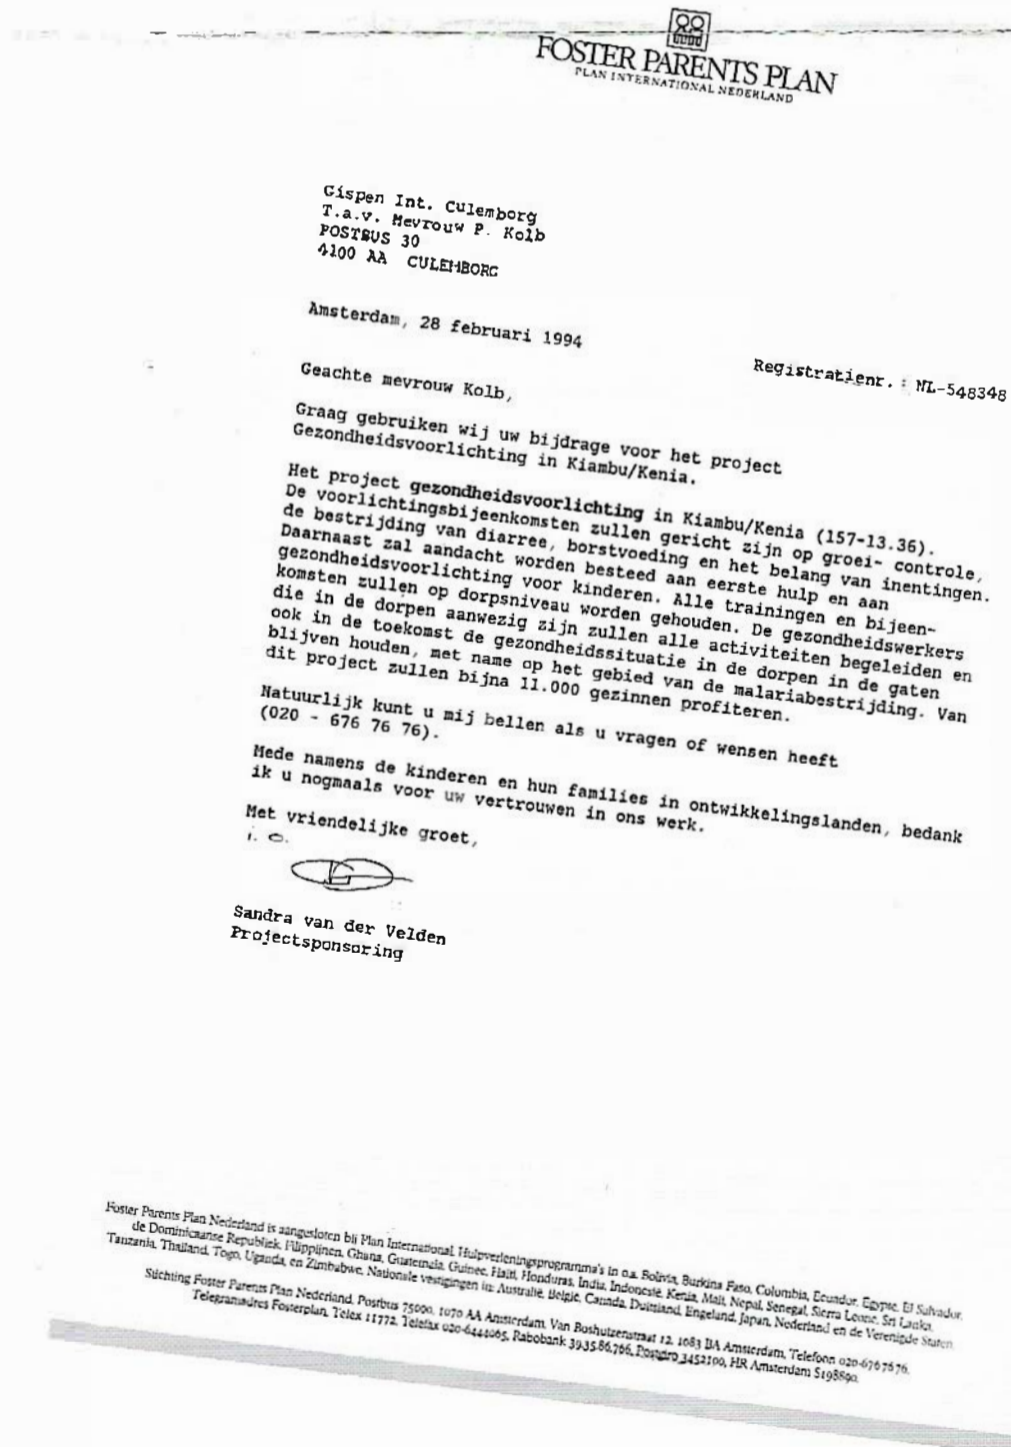 FOSTER PARENTS PLAN
PLAN INTERNATIONAL NEDERLAND
Gispen Int. Culemborg
T.a.v. Mevrouw P. Kolb
POSTBUS 30
4100 AA CULEMBORG
Amsterdam, 28 februari 1994
Registratienr. : NL-548348
Geachte mevrouw Kolb,
Graag gebruiken wij uw bijdrage voor het project
Gezondheidsvoorlichting in Kiambu/Kenia.
Het project gezondheidsvoorlichting in Kiambu/Kenia (157-13.36).
De voorlichtingsbijeenkomsten zullen gericht zijn op groei- controle,
de bestrijding van diarree, borstvoeding en het belang van inentingen.
Daarnaast zal aandacht worden besteed aan eerste hulp en aan
gezondheidsvoorlichting voor kinderen. Alle trainingen en bijeen-
komsten zullen op dorpsniveau worden gehouden. De gezondheidswerkers
die in de dorpen aanwezig zijn zullen alle activiteiten begeleiden en
ook in de toekomst de gezondheidssituatie in de dorpen in de gaten
blijven houden, met name op het gebied van de malariabestrijding. Van
dit project zullen bijna 11.000 gezinnen profiteren.
Natuurlijk kunt u mij bellen als u vragen of wensen heeft
(020 - 676 76 76).
Mede namens de kinderen en hun families in ontwikkelingslanden, bedank
ik u nogmaals voor uw vertrouwen in ons werk.
Met vriendelijke groet,
i. o.
Sandra van der Velden
Projectsponsoring
Foster Parents Plan Nederland is aangesloten bij Plan International. Hulpverleningsprogramma's in o.a. Bolivia, Burkina Faso, Colombia, Ecuador, Egypte, El Salvador,
de Dominicaanse Republiek, Filippijnen, Ghana, Guatemala, Guinee, Haïti, Honduras, India, Indonesië, Kenia, Mali, Nepal, Senegal, Sierra Leone, Sri Lanka,
Tanzania, Thailand, Togo, Uganda, en Zimbabwe. Nationale vestigingen in: Australië, België, Canada, Duitsland, Engeland, Japan, Nederland en de Verenigde Staten
Stichting Foster Parents Plan Nederland, Postbus 75000, 1070 AA Amsterdam, Van Boshuizenstraat 12, 1083 BA Amsterdam, Telefoon 020-6767676,
Telegramadres Fosterplan, Telex 11772, Telefax 020-6444065, Rabobank 39.35.86.766, Postgiro 3452100, HR Amsterdam S198890.